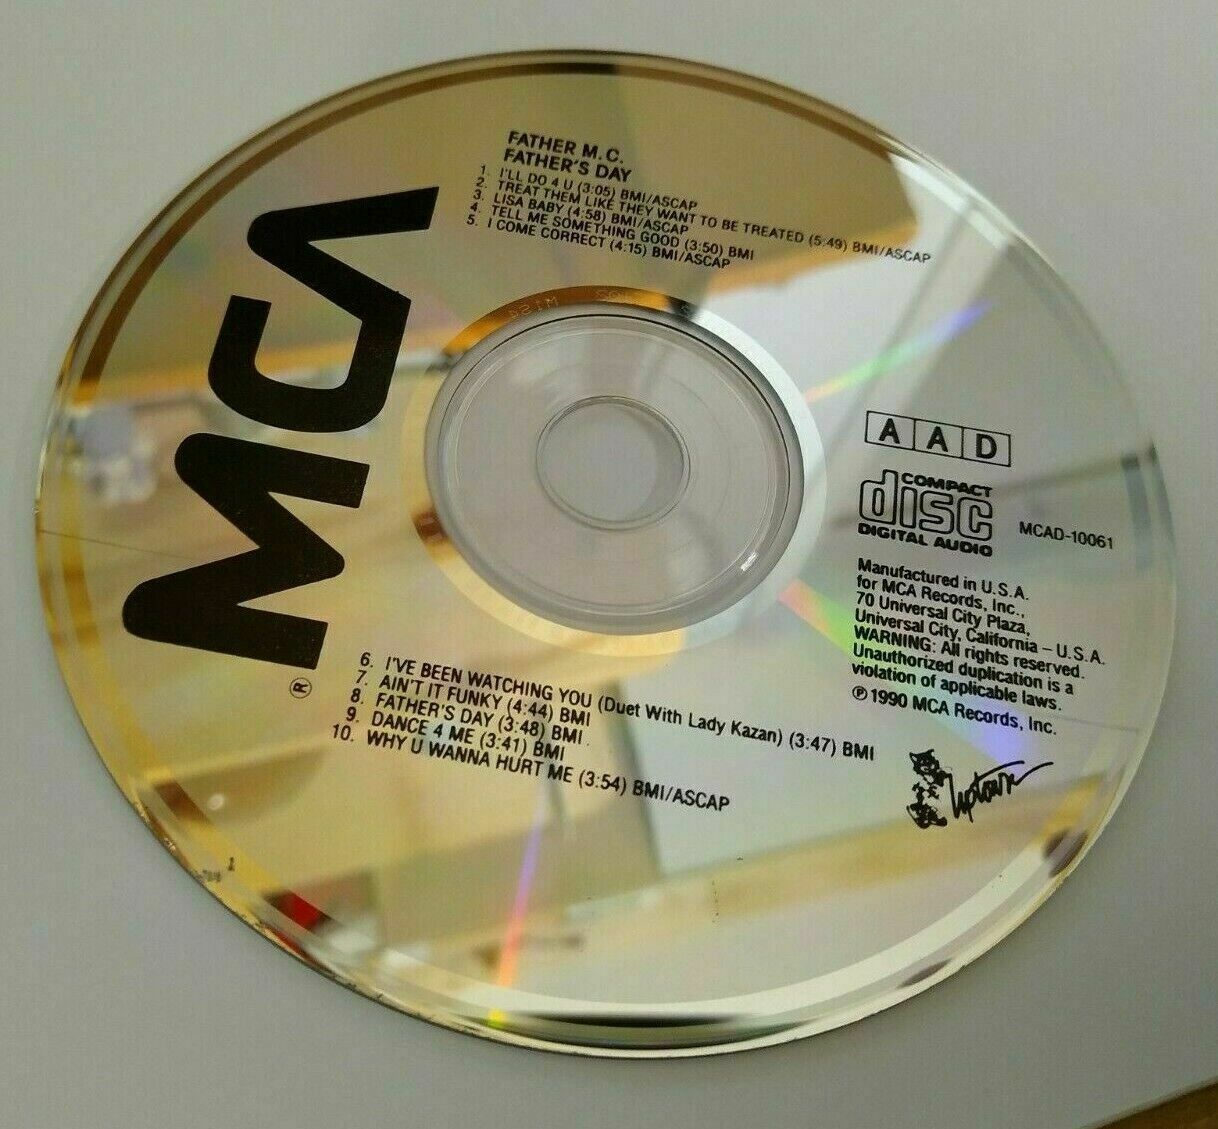 FATHER M.C.
FATHER'S DAY
1. I'LL DO 4 U (3:05) BMI/ASCAP
2. TREAT THEM LIKE THEY WANT TO BE TREATED (5:49) BMI/ASCAP
3. LISA BABY (4:58) BMI/ASCAP
4. TELL ME SOMETHING GOOD (3:50) BMI
5. I COME CORRECT (4:15) BMI/ASCAP
MCA
®
A A D
COMPACT
disc
DIGITAL AUDIO
MCAD-10061
Manufactured in U.S.A.
for MCA Records, Inc.,
70 Universal City Plaza,
Universal City, California – U.S.A.
WARNING: All rights reserved.
Unauthorized duplication is a
violation of applicable laws.
℗ 1990 MCA Records, Inc.
Uptown
6. I'VE BEEN WATCHING YOU (Duet With Lady Kazan) (3:47) BMI
7. AIN'T IT FUNKY (4:44) BMI
8. FATHER'S DAY (3:48) BMI.
9. DANCE 4 ME (3:41) BMI
10. WHY U WANNA HURT ME (3:54) BMI/ASCAP